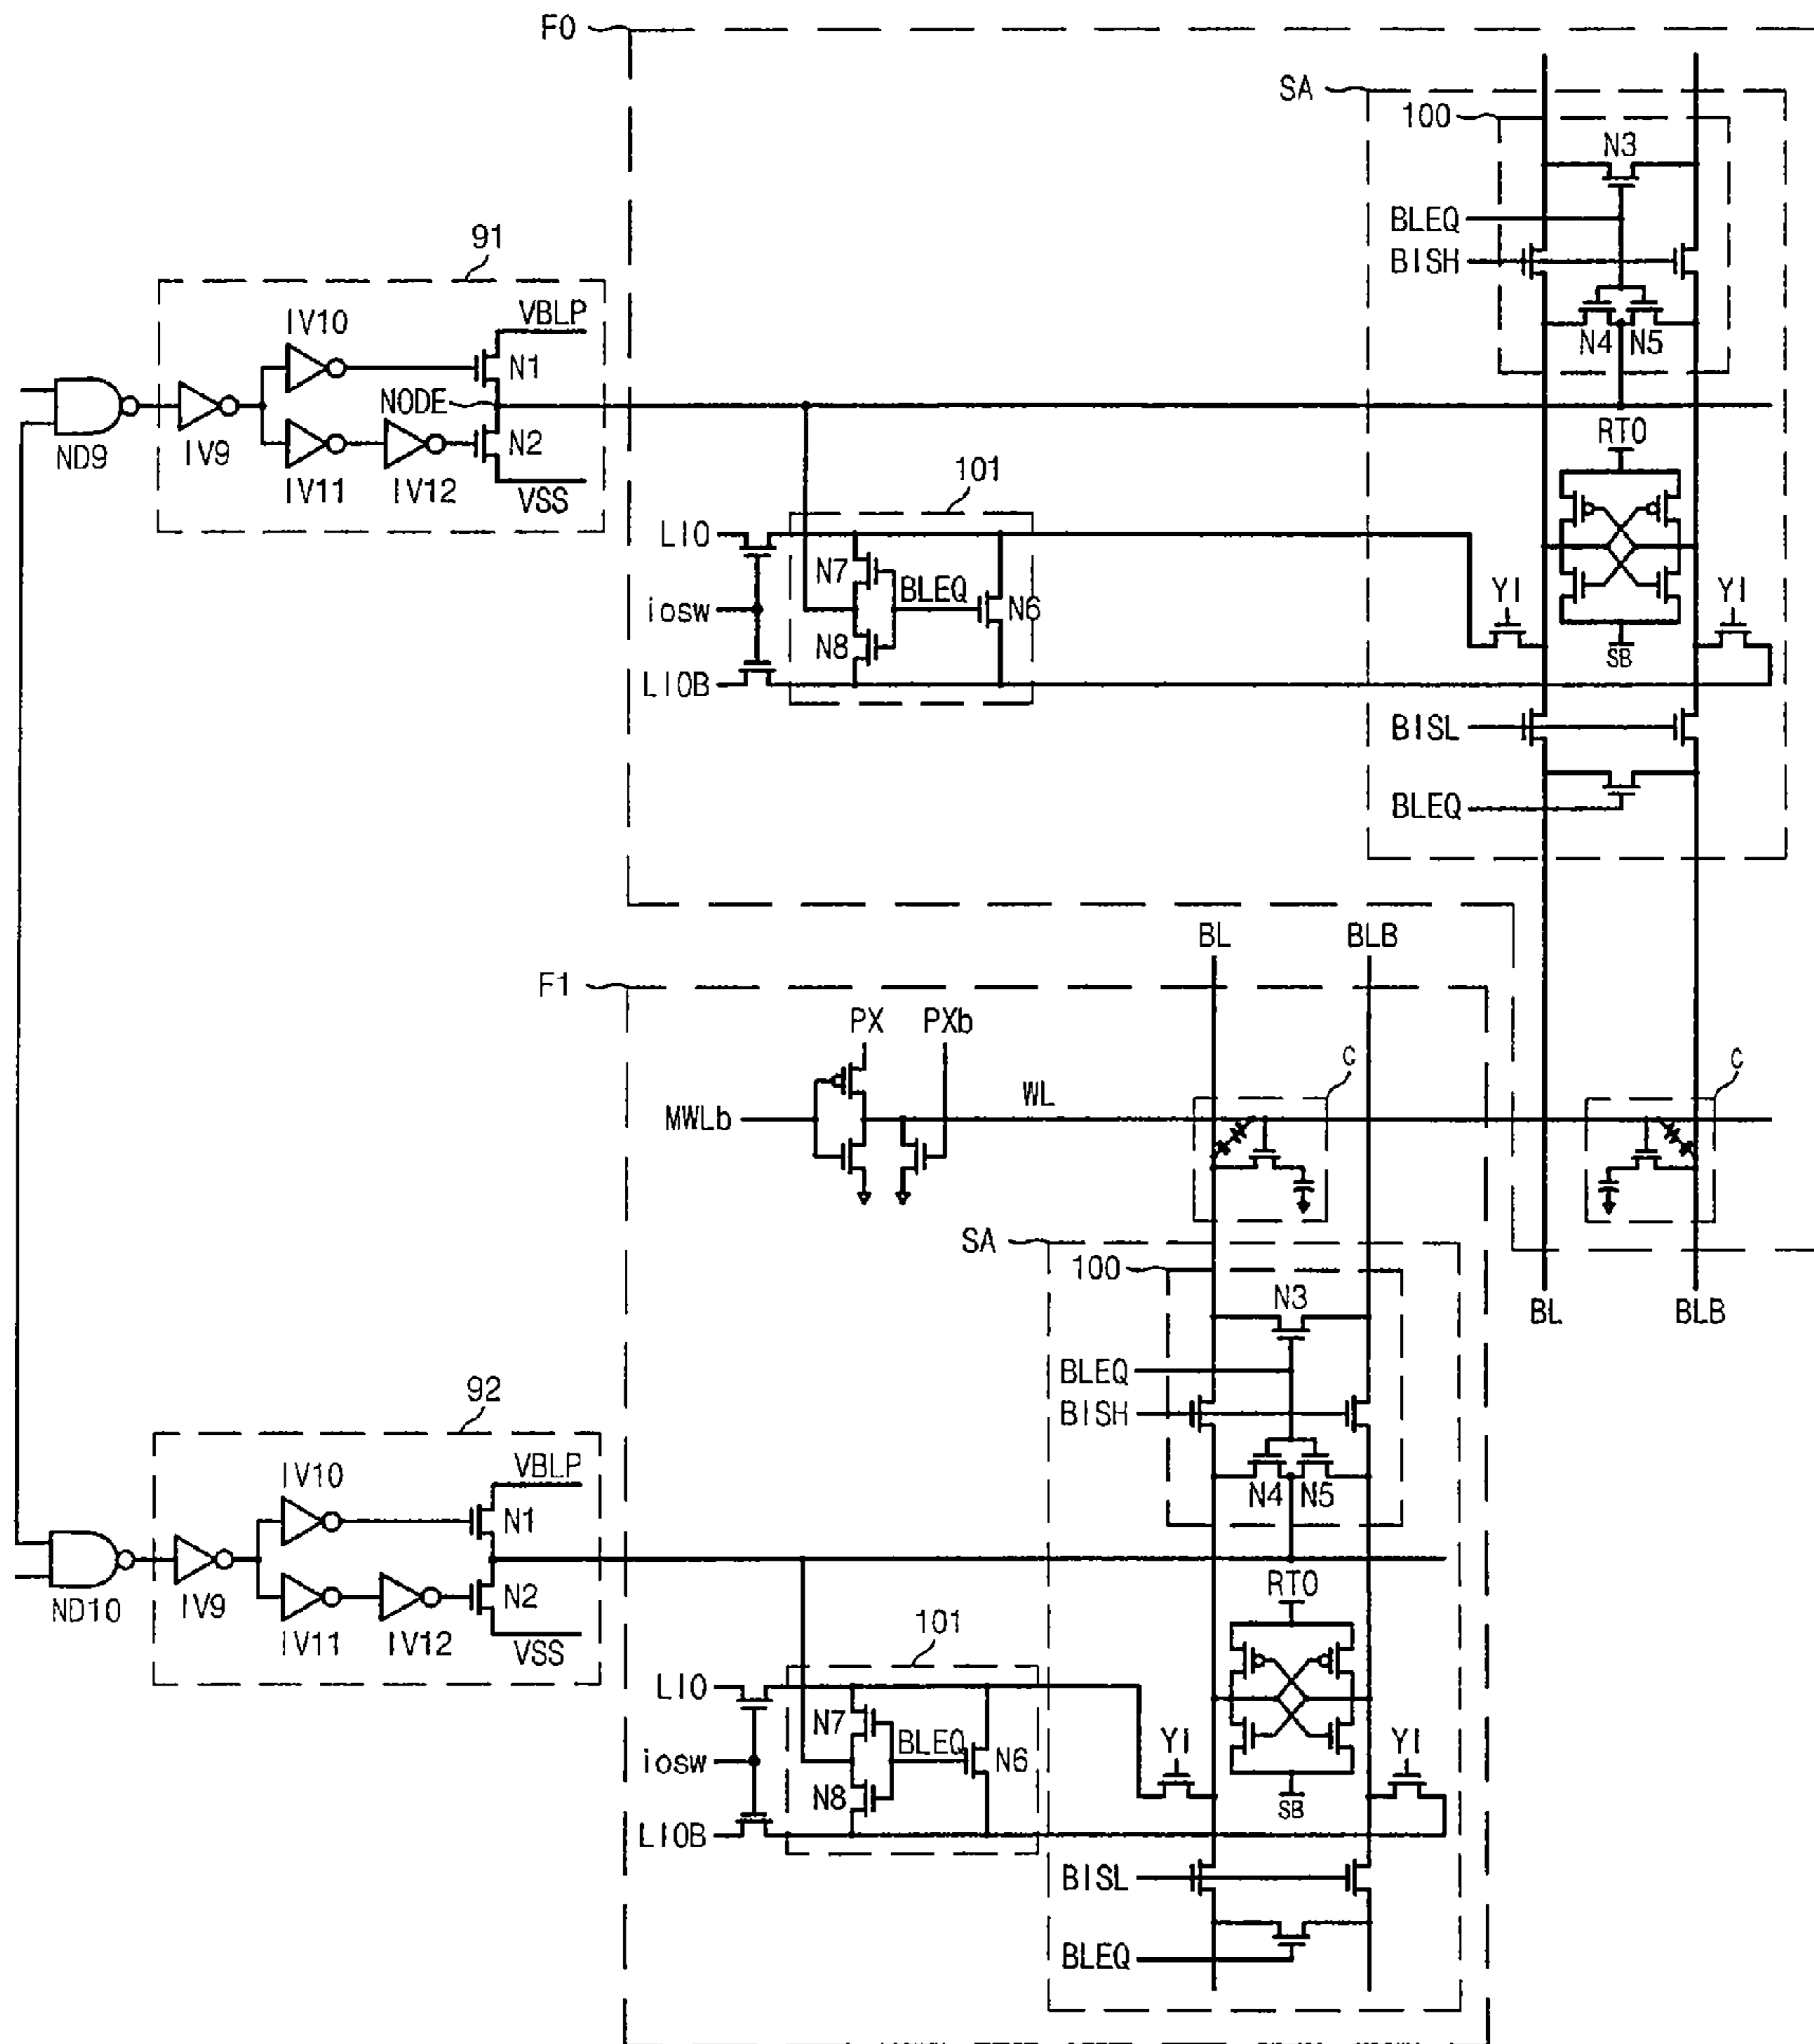 F0
SA
100
N3
BLEQ
BISH
N4 N5
91
IV10
VBLP
N1
NODE
ND9
IV9
IV11
IV12
N2
VSS
RTO
101
LIO
N7
BLEQ
N6
iosw
N8
LIOB
YI
YI
SB
BISL
BLEQ
BL
BLB
F1
PX
PXb
C
C
MWLb
WL
SA
100
N3
BL
BLB
BLEQ
BISH
N4 N5
92
IV10
VBLP
N1
ND10
IV9
IV11
IV12
N2
VSS
RTO
101
LIO
N7
BLEQ
N6
iosw
N8
LIOB
YI
YI
SB
BISL
BLEQ